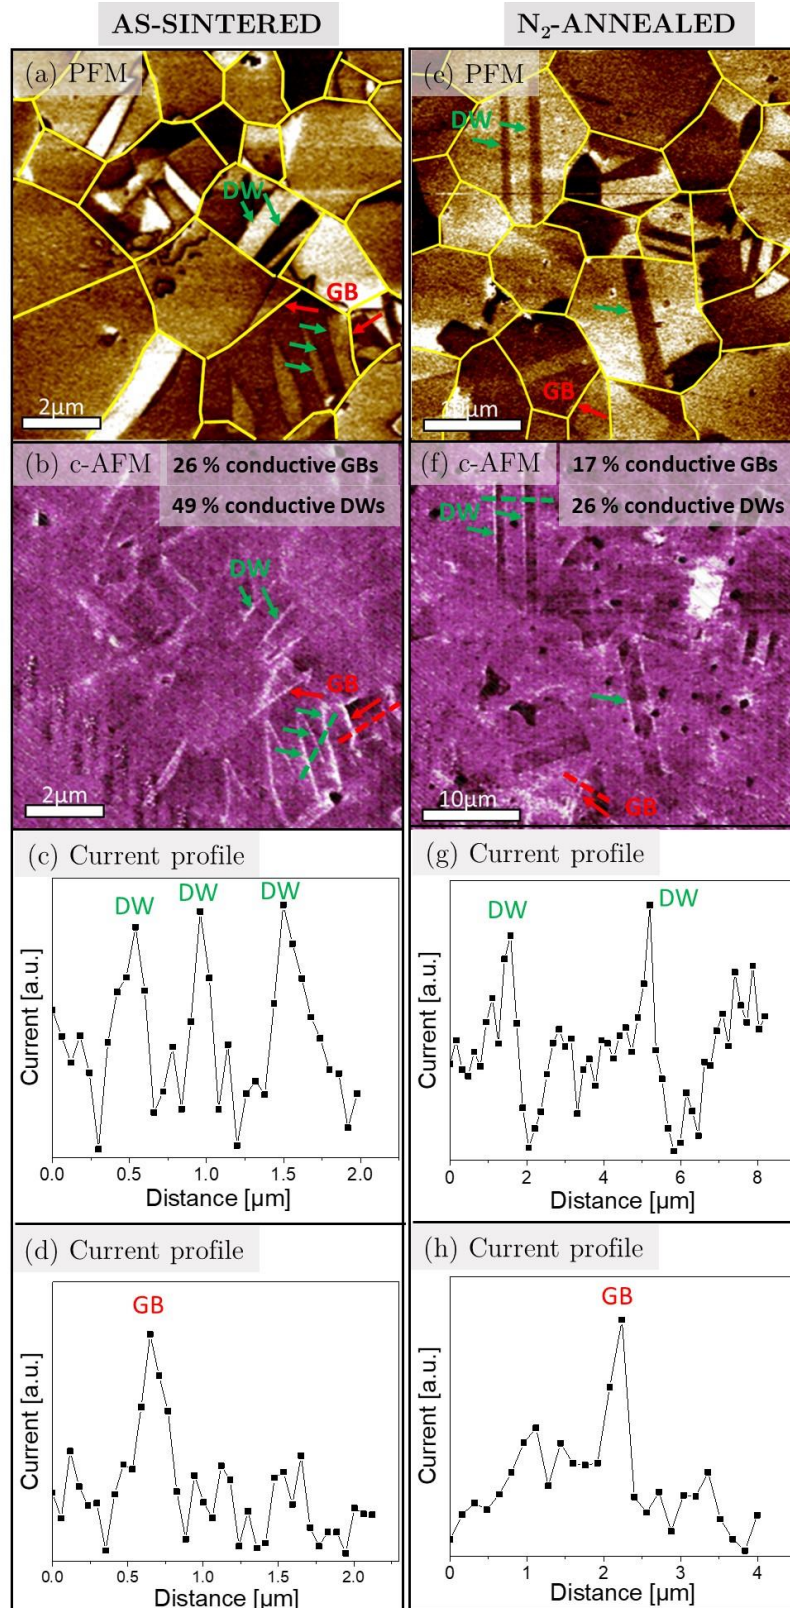 AS-SINTERED
(a) PFM
DW
GB
2μm
(b) c-AFM
26 % conductive GBs
49 % conductive DWs
DW
GB
2μm
(c) Current profile
DW DW DW
Current [a.u.]
0.0 0.5 1.0 1.5 2.0
Distance [μm]
(d) Current profile
GB
Current [a.u.]
0.0 0.5 1.0 1.5 2.0
Distance [μm]
N₂-ANNEALED
(e) PFM
DW
GB
10μm
(f) c-AFM
17 % conductive GBs
26 % conductive DWs
DW
GB
10μm
(g) Current profile
DW DW
Current [a.u.]
0 2 4 6 8
Distance [μm]
(h) Current profile
GB
Current [a.u.]
0 1 2 3 4
Distance [μm]